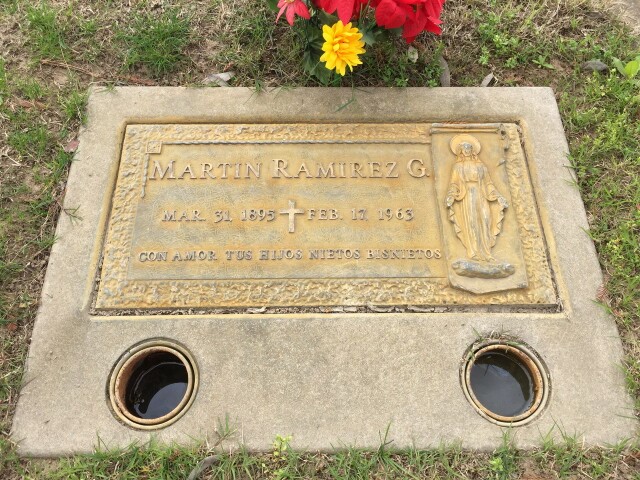 MARTIN RAMIREZ G.
MAR. 31, 1895 FEB. 17, 1963
CON AMOR TUS HIJOS NIETOS BISNIETOS